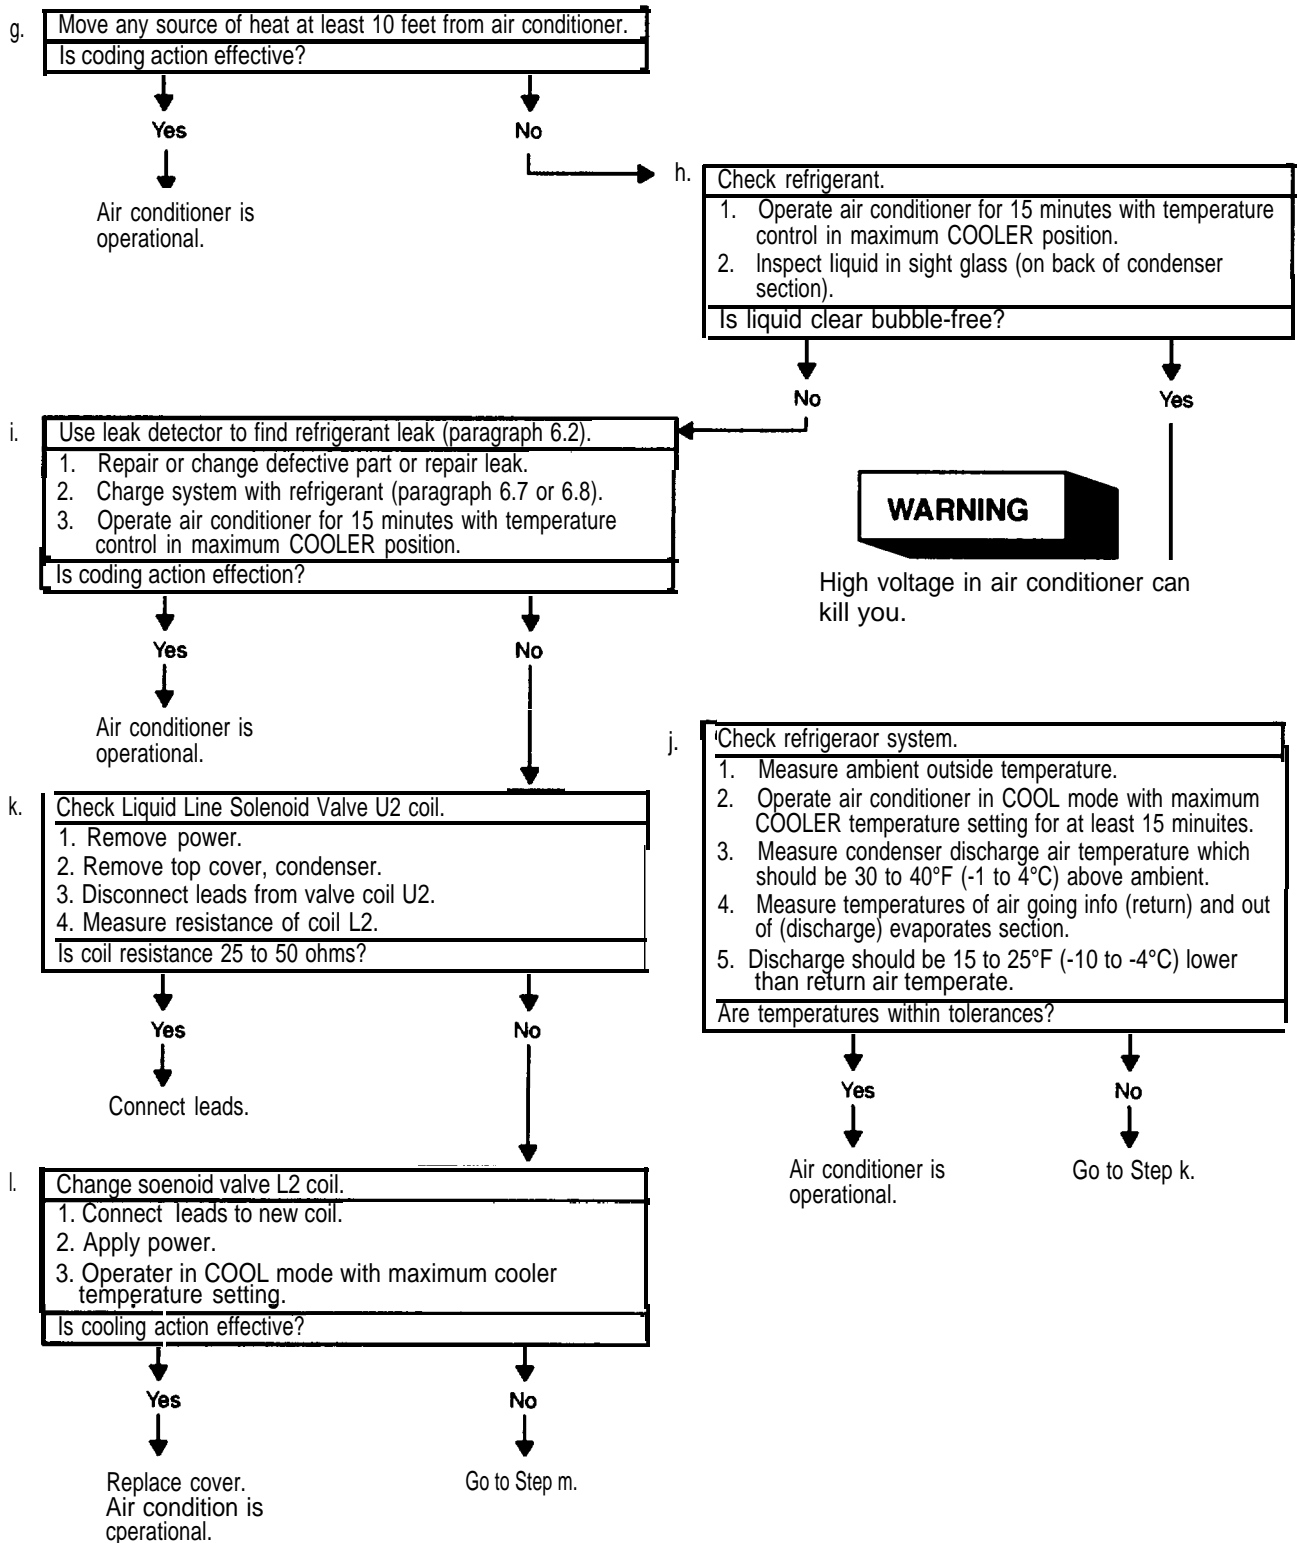 g. Move any source of heat at least 10 feet from air conditioner.
Is coding action effective?
Yes
No
Air conditioner is
operational.
h. Check refrigerant.
1. Operate air conditioner for 15 minutes with temperature
control in maximum COOLER position.
2. Inspect liquid in sight glass (on back of condenser
section).
Is liquid clear bubble-free?
No
Yes
i. Use leak detector to find refrigerant leak (paragraph 6.2).
1. Repair or change defective part or repair leak.
2. Charge system with refrigerant (paragraph 6.7 or 6.8).
3. Operate air conditioner for 15 minutes with temperature
control in maximum COOLER position.
Is coding action effection?
Yes
No
Air conditioner is
operational.
WARNING
High voltage in air conditioner can
kill you.
j. Check refrigeraor system.
1. Measure ambient outside temperature.
2. Operate air conditioner in COOL mode with maximum
COOLER temperature setting for at least 15 minuites.
3. Measure condenser discharge air temperature which
should be 30 to 40°F (-1 to 4°C) above ambient.
4. Measure temperatures of air going info (return) and out
of (discharge) evaporates section.
5. Discharge should be 15 to 25°F (-10 to -4°C) lower
than return air temperate.
Are temperatures within tolerances?
Yes
No
Air conditioner is
operational.
Go to Step k.
k. Check Liquid Line Solenoid Valve U2 coil.
1. Remove power.
2. Remove top cover, condenser.
3. Disconnect leads from valve coil U2.
4. Measure resistance of coil L2.
Is coil resistance 25 to 50 ohms?
Yes
No
Connect leads.
l. Change soenoid valve L2 coil.
1. Connect leads to new coil.
2. Apply power.
3. Operater in COOL mode with maximum cooler
temperature setting.
Is cooling action effective?
Yes
No
Replace cover.
Air condition is
cperational.
Go to Step m.